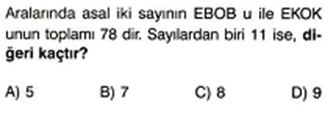 Aralarında asal iki sayının EBOB u ile EKOK
unun toplamı 78 dir. Sayılardan biri 11 ise, di-
ğeri kaçtır?
A) 5 B) 7 C) 8 D) 9